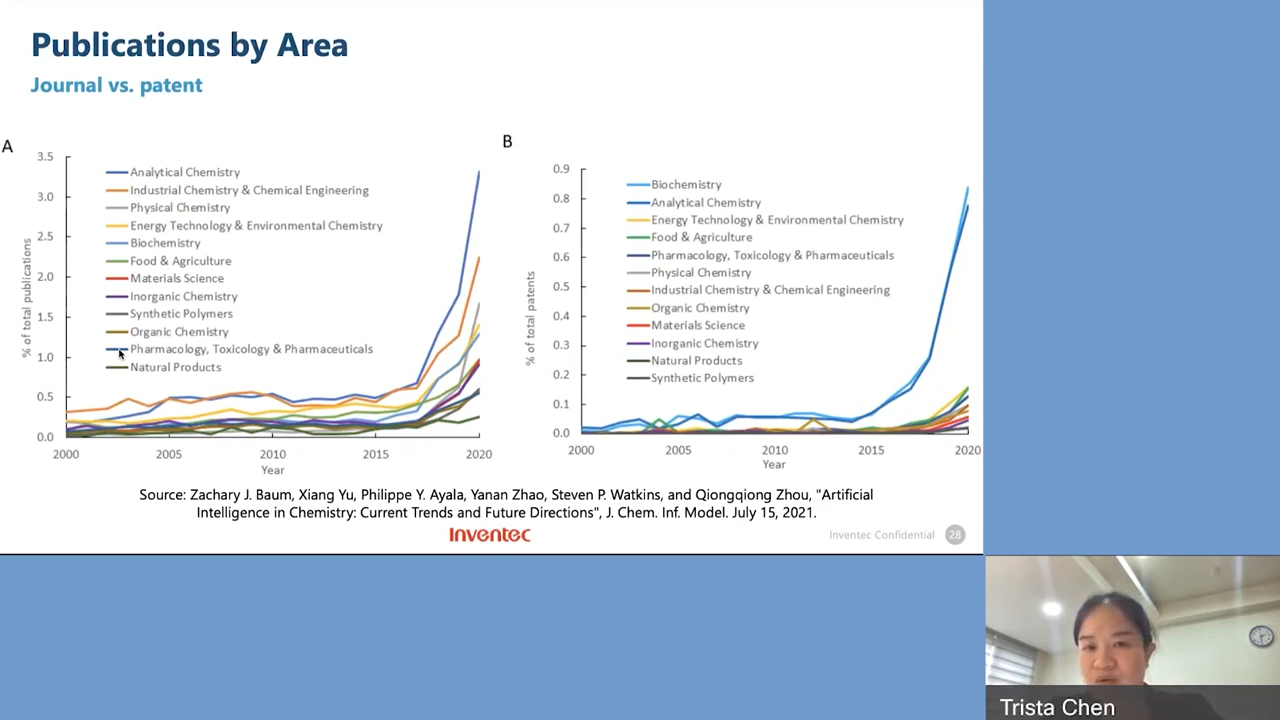 Publications by Area
Journal vs. patent
A
3.5
3.0
2.5
2.0
1.5
1.0
0.5
0.0
% of total publications
Analytical Chemistry
Industrial Chemistry & Chemical Engineering
Physical Chemistry
Energy Technology & Environmental Chemistry
Biochemistry
Food & Agriculture
Materials Science
Inorganic Chemistry
Synthetic Polymers
Organic Chemistry
Pharmacology, Toxicology & Pharmaceuticals
Natural Products
2000 2005 2010 2015 2020
Year
B
0.9
0.8
0.7
0.6
0.5
0.4
0.3
0.2
0.1
0.0
% of total patents
Biochemistry
Analytical Chemistry
Energy Technology & Environmental Chemistry
Food & Agriculture
Pharmacology, Toxicology & Pharmaceuticals
Physical Chemistry
Industrial Chemistry & Chemical Engineering
Organic Chemistry
Materials Science
Inorganic Chemistry
Natural Products
Synthetic Polymers
2000 2005 2010 2015 2020
Year
Source: Zachary J. Baum, Xiang Yu, Philippe Y. Ayala, Yanan Zhao, Steven P. Watkins, and Qiongqiong Zhou, "Artificial
Intelligence in Chemistry: Current Trends and Future Directions", J. Chem. Inf. Model. July 15, 2021.
Inventec
Inventec Confidential 28
Trista Chen